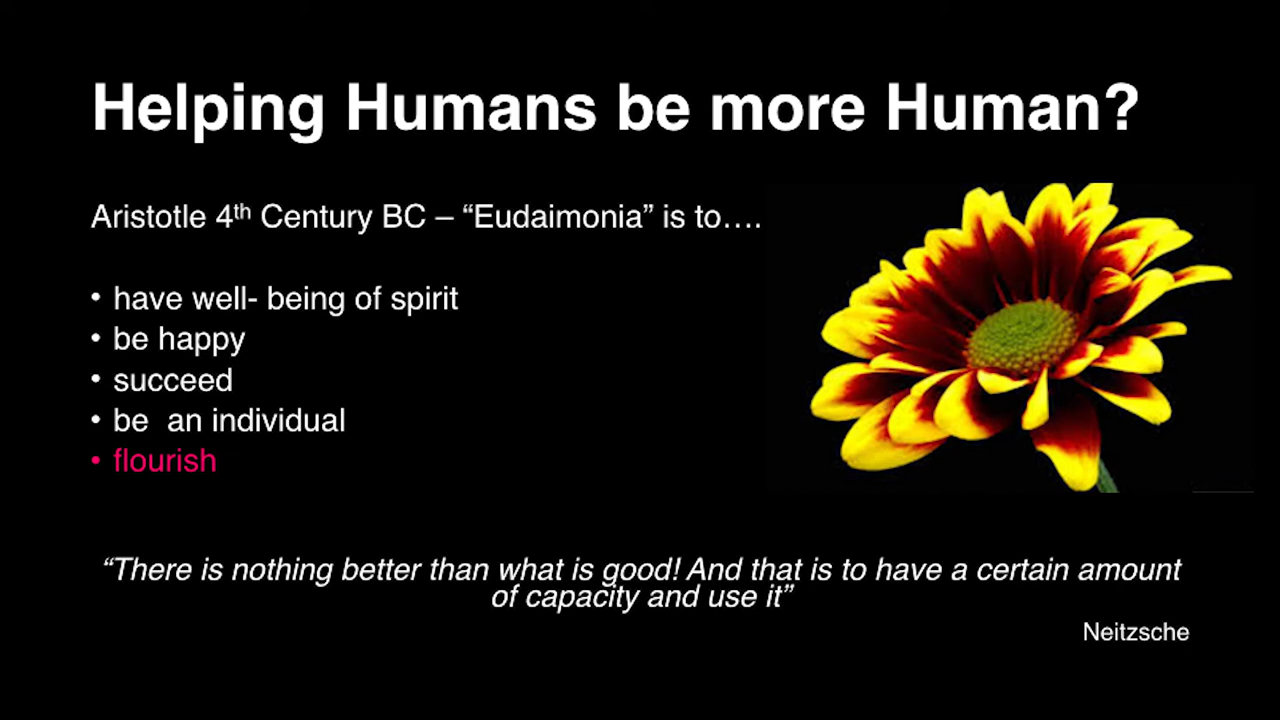 Helping Humans be more Human?
Aristotle 4th Century BC – “Eudaimonia” is to….
• have well- being of spirit
• be happy
• succeed
• be  an individual
• flourish
“There is nothing better than what is good! And that is to have a certain amount
of capacity and use it”
Neitzsche